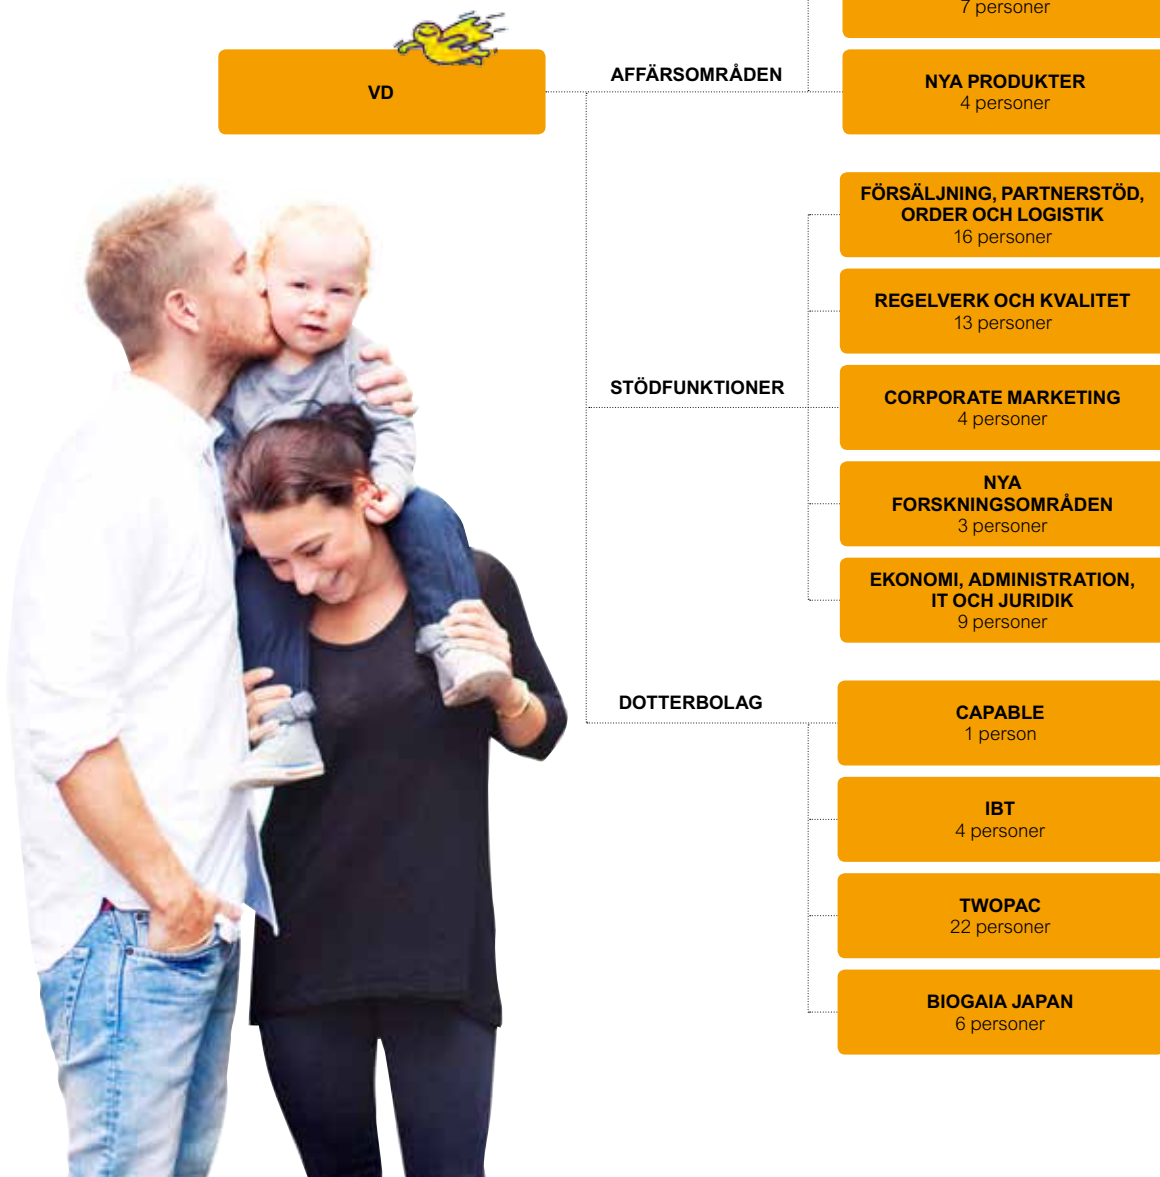 7 personer
AFFÄRSOMRÅDEN
VD
NYA PRODUKTER
4 personer
FÖRSÄLJNING, PARTNERSTÖD,
ORDER OCH LOGISTIK
16 personer
REGELVERK OCH KVALITET
13 personer
STÖDFUNKTIONER
CORPORATE MARKETING
4 personer
NYA
FORSKNINGSOMRÅDEN
3 personer
EKONOMI, ADMINISTRATION,
IT OCH JURIDIK
9 personer
DOTTERBOLAG
CAPABLE
1 person
IBT
4 personer
TWOPAC
22 personer
BIOGAIA JAPAN
6 personer